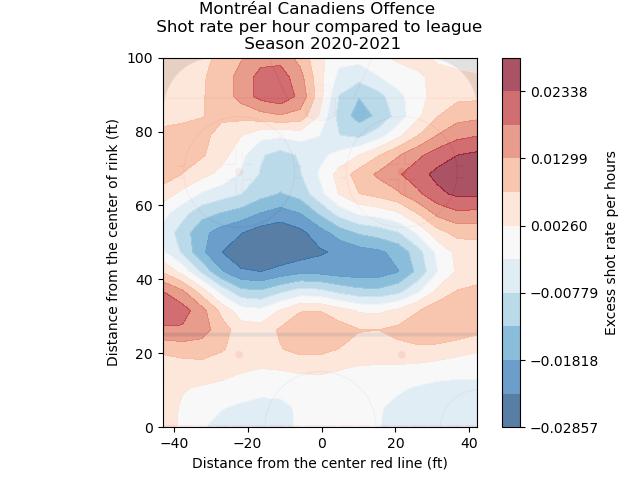 Montréal Canadiens Offence
Shot rate per hour compared to league
Season 2020-2021
100
80
60
40
20
0
−40
−20
0
20
40
Distance from the center of rink (ft)
Distance from the center red line (ft)
0.02338
0.01299
0.00260
−0.00779
−0.01818
−0.02857
Excess shot rate per hours